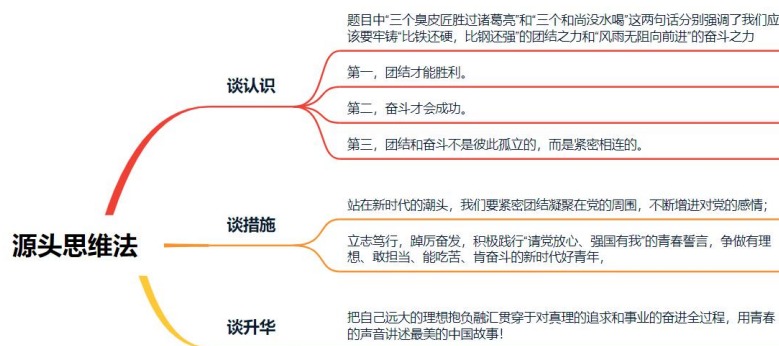 源头思维法
谈认识
题目中“三个臭皮匠胜过诸葛亮”和“三个和尚没水喝”这两句话分别强调了我们应
该要牢铸“比铁还硬，比钢还强”的团结之力和“风雨无阻向前进”的奋斗之力
第一，团结才能胜利。
第二，奋斗才会成功。
第三，团结和奋斗不是彼此孤立的，而是紧密相连的。
谈措施
站在新时代的潮头，我们要紧密团结凝聚在党的周围，不断增进对党的感情；
立志笃行，踔厉奋发，积极践行“请党放心、强国有我”的青春誓言，争做有理
想、敢担当、能吃苦、肯奋斗的新时代好青年，
谈升华
把自己远大的理想抱负融汇贯穿于对真理的追求和事业的奋进全过程，用青春
的声音讲述最美的中国故事！